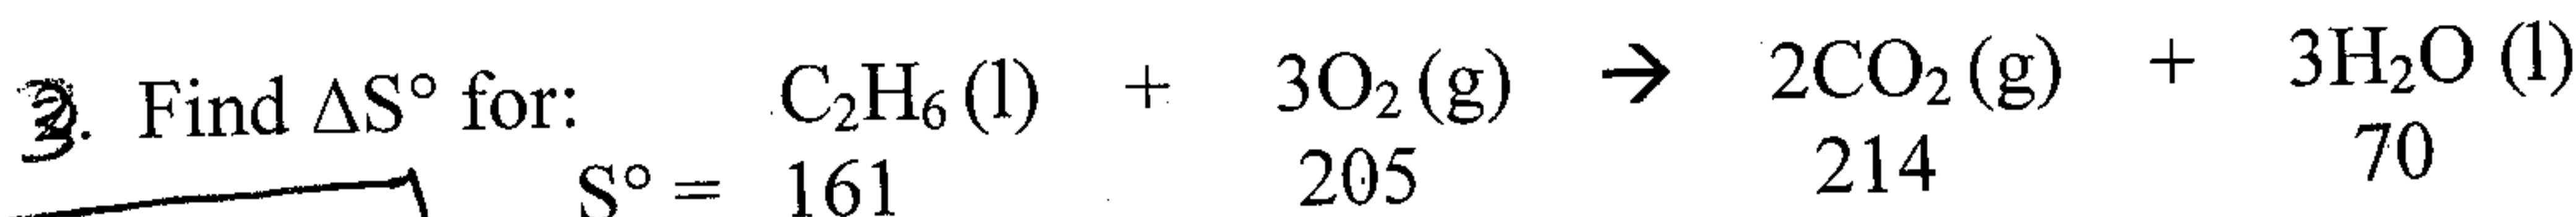 3. Find ΔS° for: C₂H₆ (l) + 3O₂ (g) → 2CO₂ (g) + 3H₂O (l)
S° = 161 205 214 70